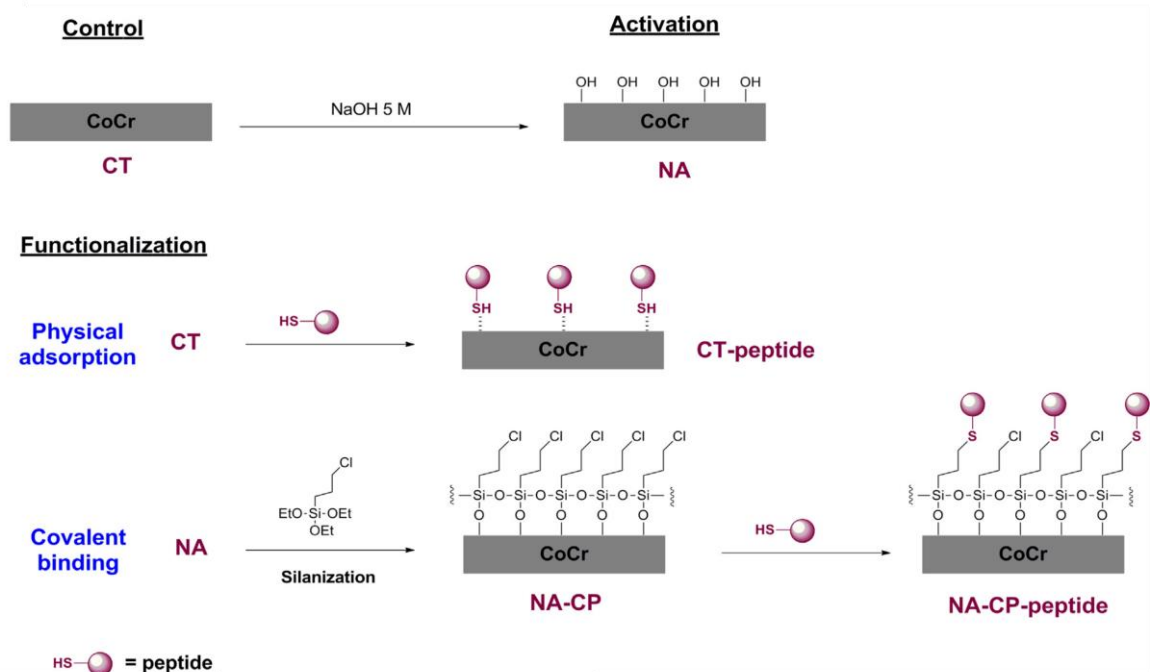 Control
Activation
OH OH OH OH OH
CoCr
NaOH 5 M
CoCr
CT
NA
Functionalization
Physical
adsorption
CT
HS
SH SH SH
CoCr
CT-peptide
Covalent
binding
NA
Cl
EtO Si OEt
OEt
Silanization
Cl Cl Cl Cl Cl
Si O Si O Si O Si O Si
O O O O O
CoCr
NA-CP
HS
S Cl S Cl S
Si O Si O Si O Si O Si
O O O O O
CoCr
NA-CP-peptide
HS = peptide